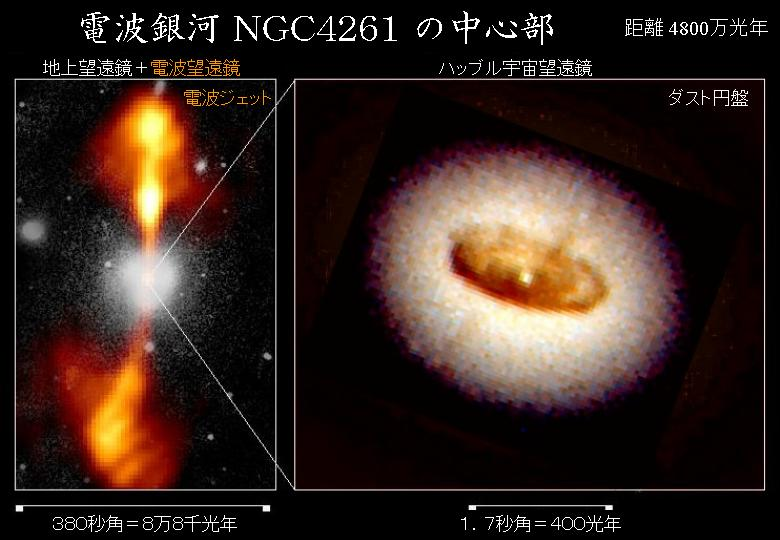 電波銀河 NGC4261 の中心部
距離 4800万光年
地上望遠鏡＋電波望遠鏡
ハッブル宇宙望遠鏡
電波ジェット
ダスト円盤
380秒角＝8万8千光年
1．7秒角＝400光年